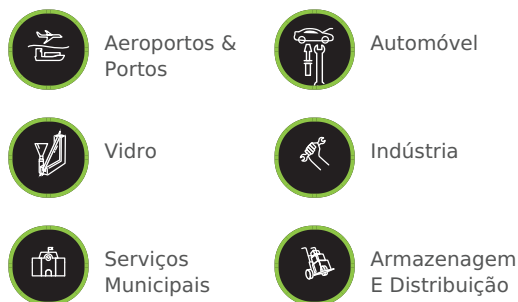 Aeroportos &
Portos
Automóvel
Vidro
Indústria
Serviços
Municipais
Armazenagem
E Distribuição